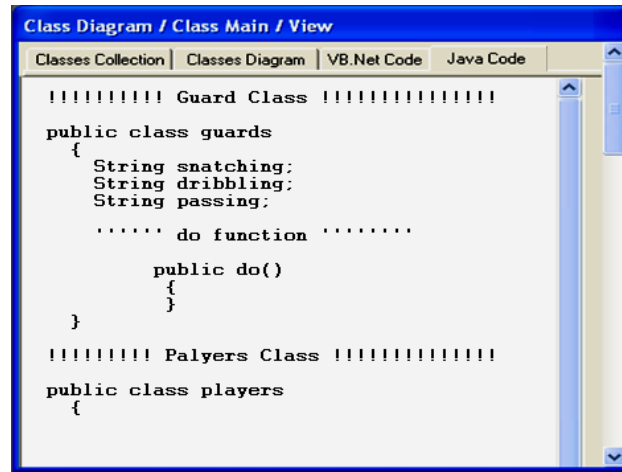 Class Diagram / Class Main / View
Classes Collection Classes Diagram VB.Net Code Java Code
!!!!!!!!!! Guard Class !!!!!!!!!!!!!!!
public class guards
{
String snatching;
String dribbling;
String passing;
'''''' do function ''''''''
public do()
{
}
}
!!!!!!!!! Palyers Class !!!!!!!!!!!!!!
public class players
{